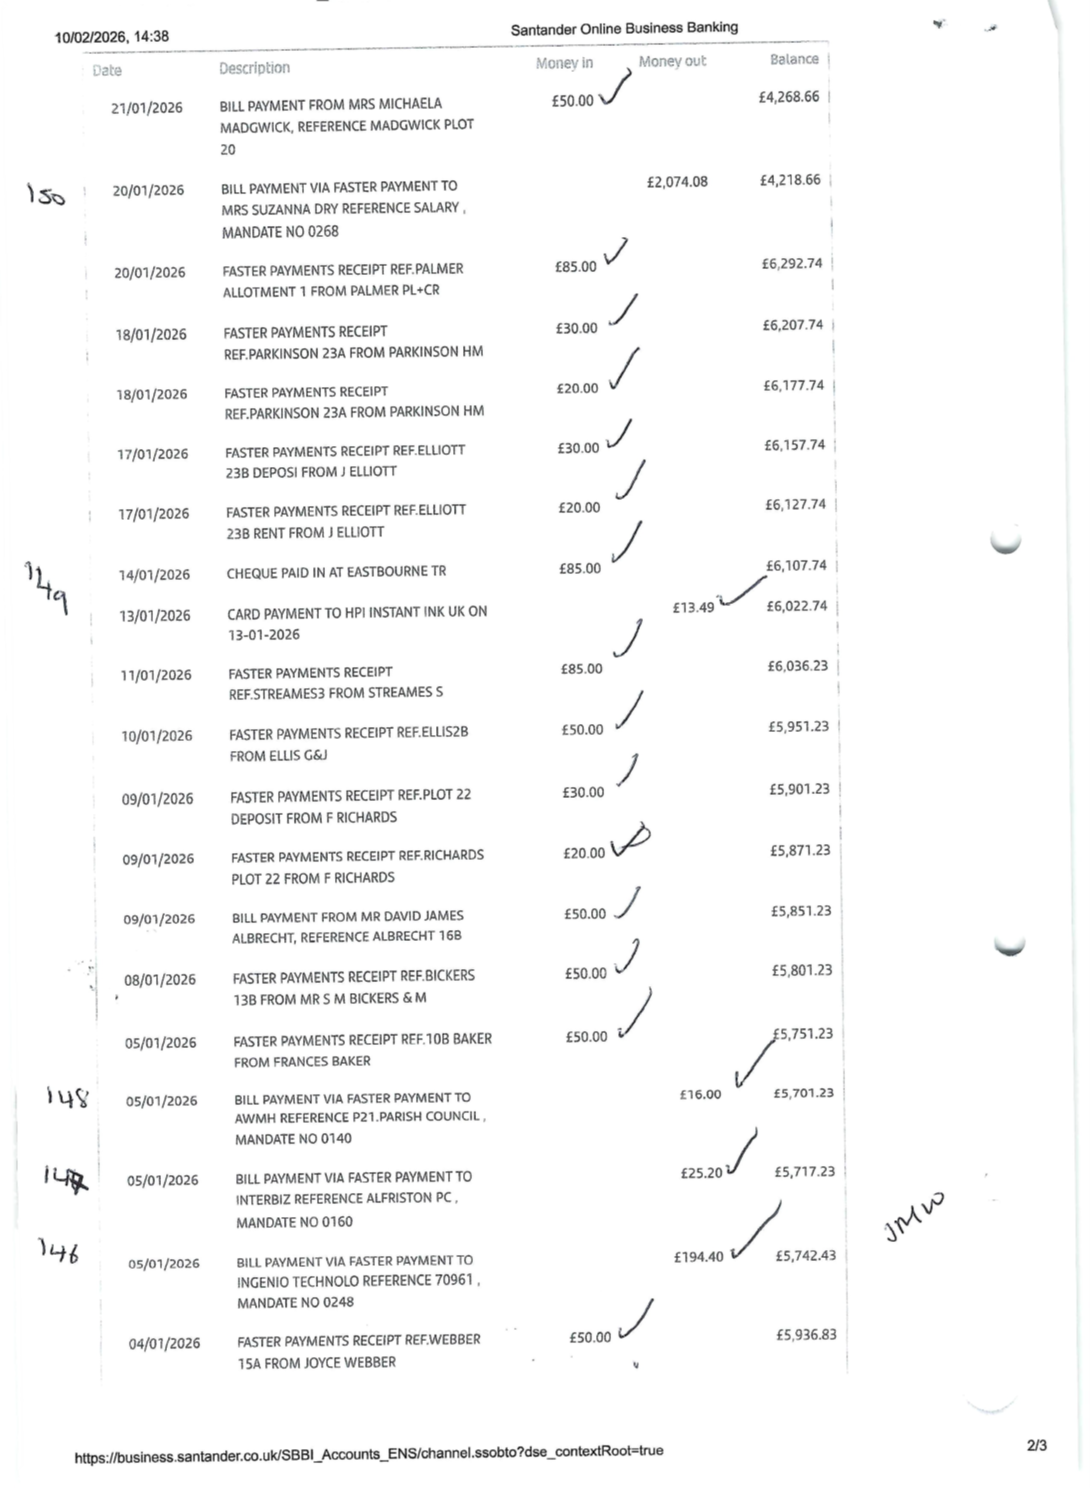 10/02/2026, 14:38 Santander Online Business Banking
Date Description Money in Money out Balance
21/01/2026 BILL PAYMENT FROM MRS MICHAELA £50.00 £4,268.66
MADGWICK, REFERENCE MADGWICK PLOT
20
150 20/01/2026 BILL PAYMENT VIA FASTER PAYMENT TO £2,074.08 £4,218.66
MRS SUZANNA DRY REFERENCE SALARY ,
MANDATE NO 0268
20/01/2026 FASTER PAYMENTS RECEIPT REF.PALMER £85.00 £6,292.74
ALLOTMENT 1 FROM PALMER PL+CR
18/01/2026 FASTER PAYMENTS RECEIPT £30.00 £6,207.74
REF.PARKINSON 23A FROM PARKINSON HM
18/01/2026 FASTER PAYMENTS RECEIPT £20.00 £6,177.74
REF.PARKINSON 23A FROM PARKINSON HM
17/01/2026 FASTER PAYMENTS RECEIPT REF.ELLIOTT £30.00 £6,157.74
23B DEPOSI FROM J ELLIOTT
17/01/2026 FASTER PAYMENTS RECEIPT REF.ELLIOTT £20.00 £6,127.74
23B RENT FROM J ELLIOTT
14/01/2026 CHEQUE PAID IN AT EASTBOURNE TR £85.00 £6,107.74
149 13/01/2026 CARD PAYMENT TO HPI INSTANT INK UK ON £13.49 £6,022.74
13-01-2026
11/01/2026 FASTER PAYMENTS RECEIPT £85.00 £6,036.23
REF.STREAMES3 FROM STREAMES S
10/01/2026 FASTER PAYMENTS RECEIPT REF.ELLIS2B £50.00 £5,951.23
FROM ELLIS G&J
09/01/2026 FASTER PAYMENTS RECEIPT REF.PLOT 22 £30.00 £5,901.23
DEPOSIT FROM F RICHARDS
09/01/2026 FASTER PAYMENTS RECEIPT REF.RICHARDS £20.00 £5,871.23
PLOT 22 FROM F RICHARDS
09/01/2026 BILL PAYMENT FROM MR DAVID JAMES £50.00 £5,851.23
ALBRECHT, REFERENCE ALBRECHT 16B
08/01/2026 FASTER PAYMENTS RECEIPT REF.BICKERS £50.00 £5,801.23
13B FROM MR S M BICKERS & M
05/01/2026 FASTER PAYMENTS RECEIPT REF.10B BAKER £50.00 £5,751.23
FROM FRANCES BAKER
148 05/01/2026 BILL PAYMENT VIA FASTER PAYMENT TO £16.00 £5,701.23
AWMH REFERENCE P21.PARISH COUNCIL ,
MANDATE NO 0140
147 05/01/2026 BILL PAYMENT VIA FASTER PAYMENT TO £25.20 £5,717.23
INTERBIZ REFERENCE ALFRISTON PC ,
MANDATE NO 0160
146 05/01/2026 BILL PAYMENT VIA FASTER PAYMENT TO £194.40 £5,742.43
INGENIO TECHNOLO REFERENCE 70961 ,
MANDATE NO 0248
JMW
04/01/2026 FASTER PAYMENTS RECEIPT REF.WEBBER £50.00 £5,936.83
15A FROM JOYCE WEBBER
https://business.santander.co.uk/SBBI_Accounts_ENS/channel.ssobto?dse_contextRoot=true 2/3